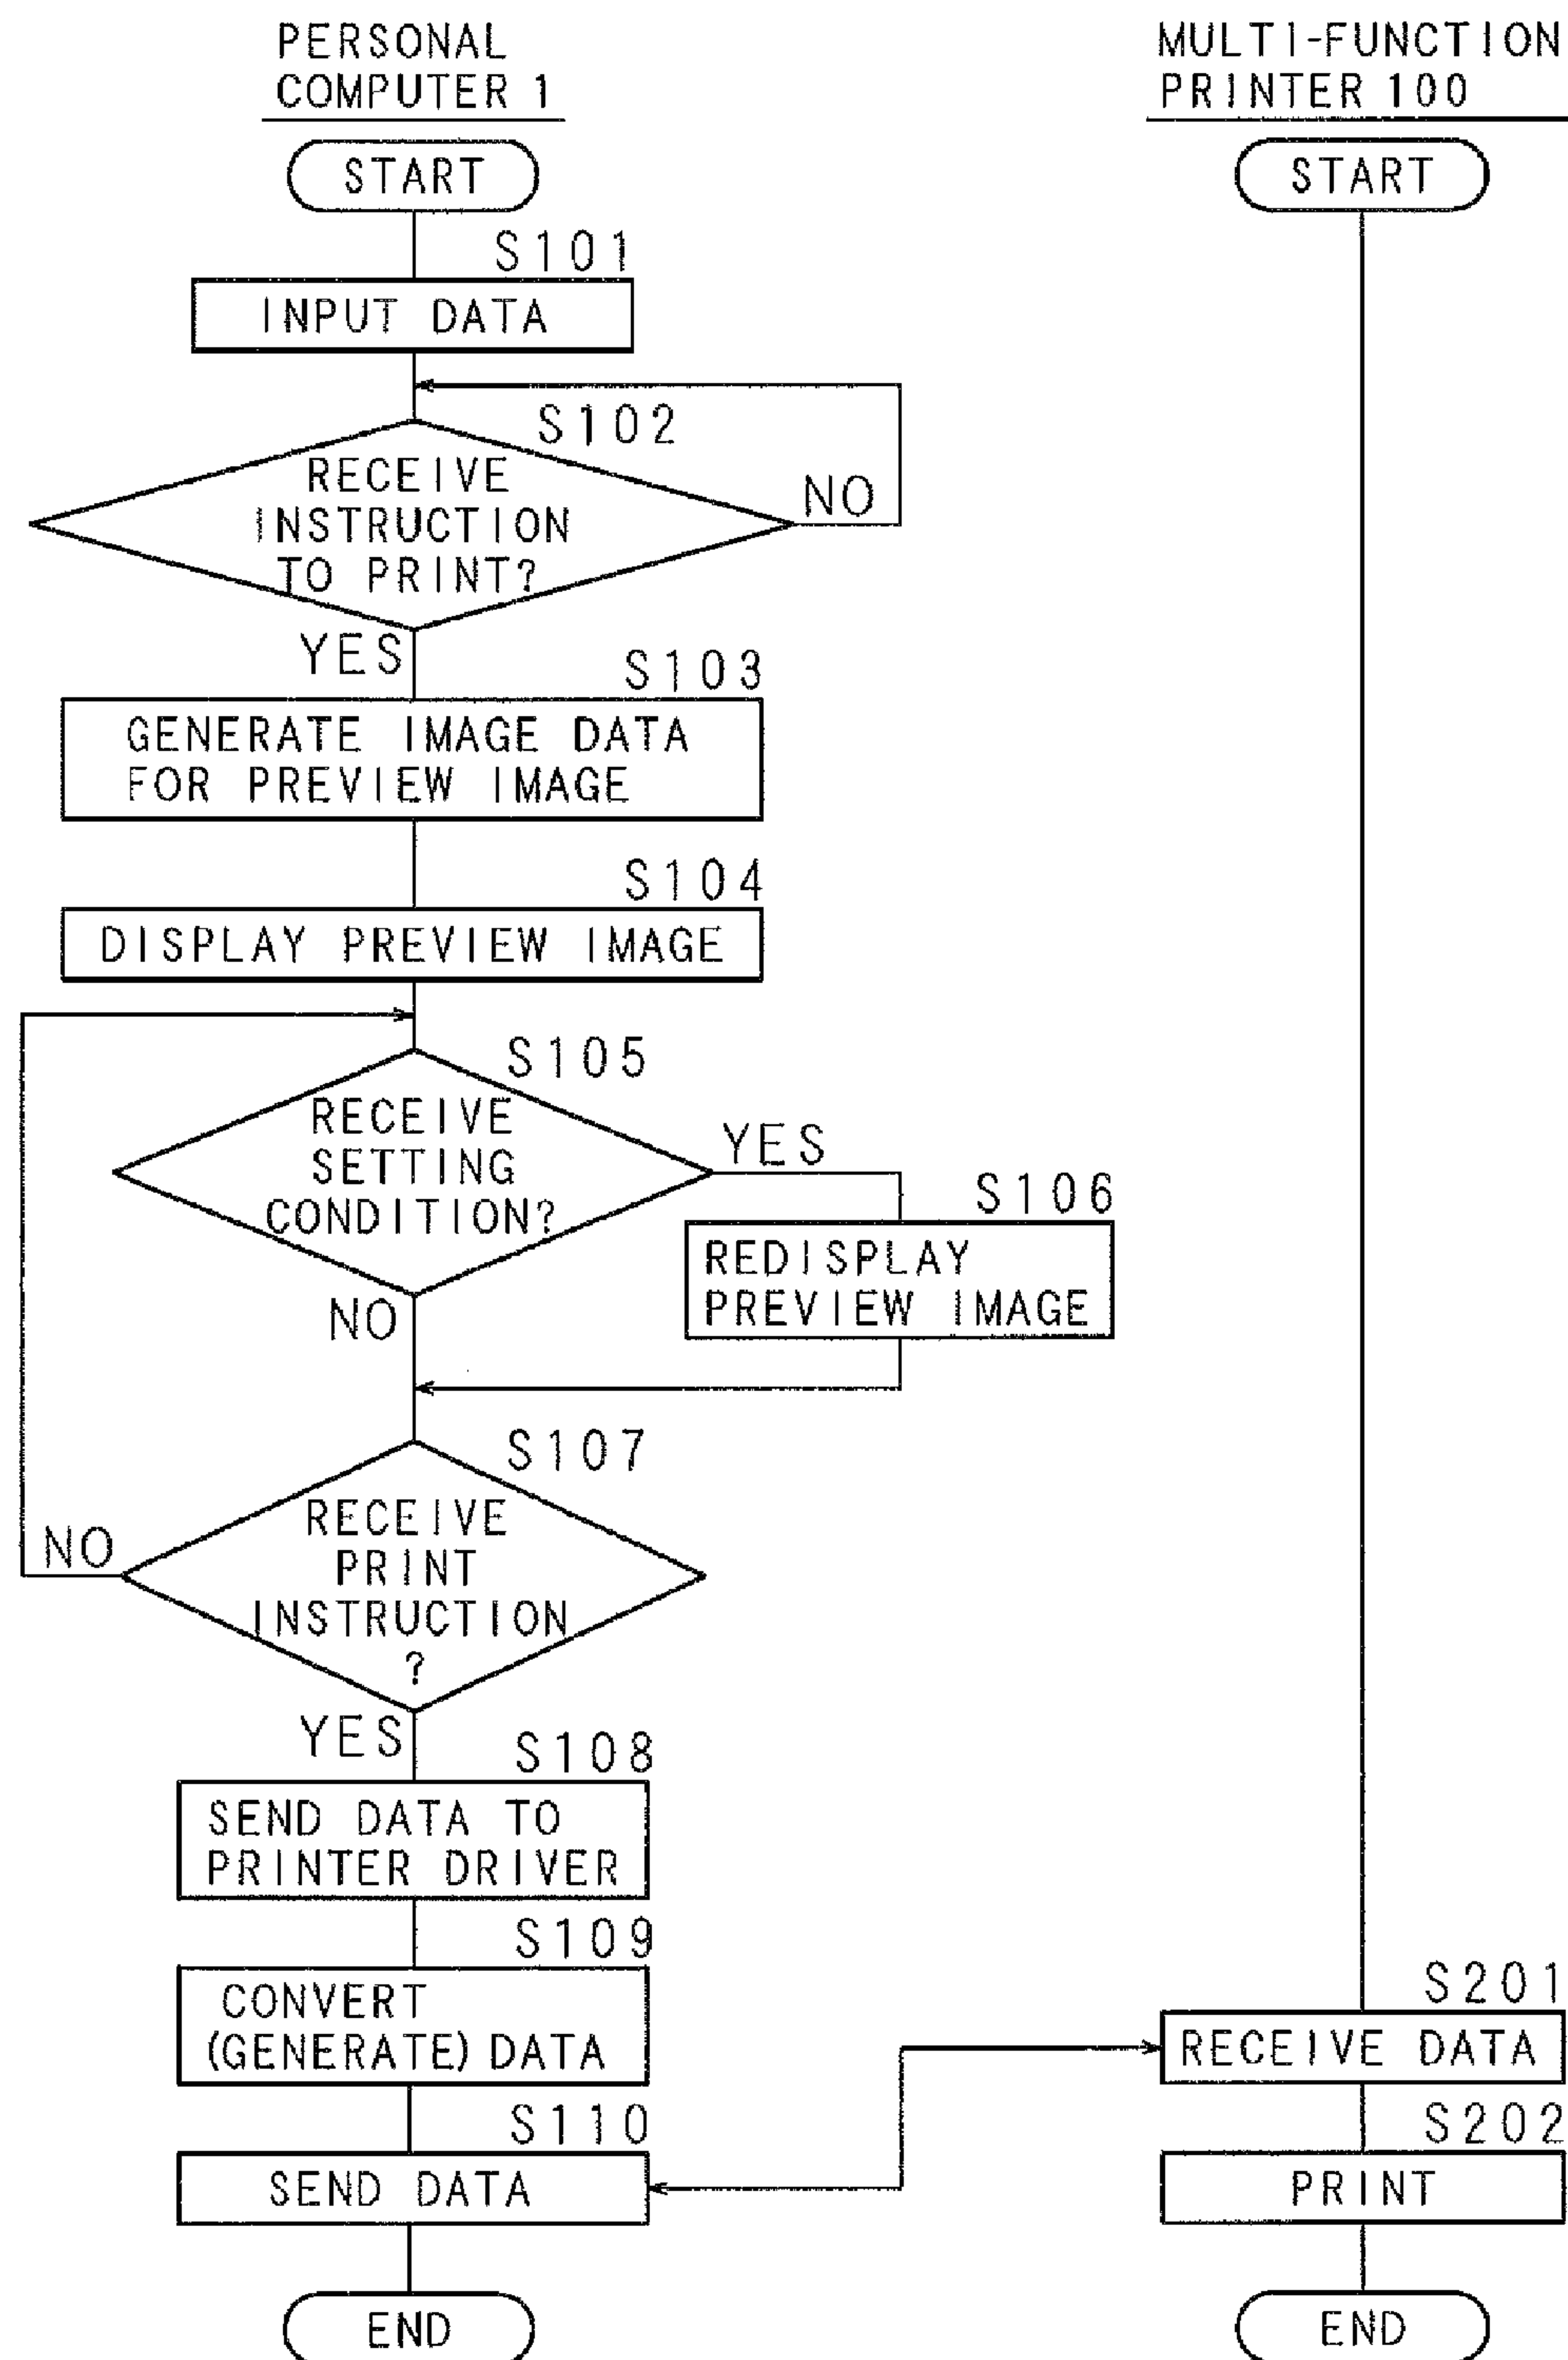 PERSONAL
COMPUTER 1
START
S101
INPUT DATA
S102
RECEIVE
INSTRUCTION
TO PRINT?
NO
YES
S103
GENERATE IMAGE DATA
FOR PREVIEW IMAGE
S104
DISPLAY PREVIEW IMAGE
S105
RECEIVE
SETTING
CONDITION?
YES
S106
REDISPLAY
PREVIEW IMAGE
NO
S107
RECEIVE
PRINT
INSTRUCTION
?
NO
YES
S108
SEND DATA TO
PRINTER DRIVER
S109
CONVERT
(GENERATE) DATA
S110
SEND DATA
END
MULTI-FUNCTION
PRINTER 100
START
S201
RECEIVE DATA
S202
PRINT
END